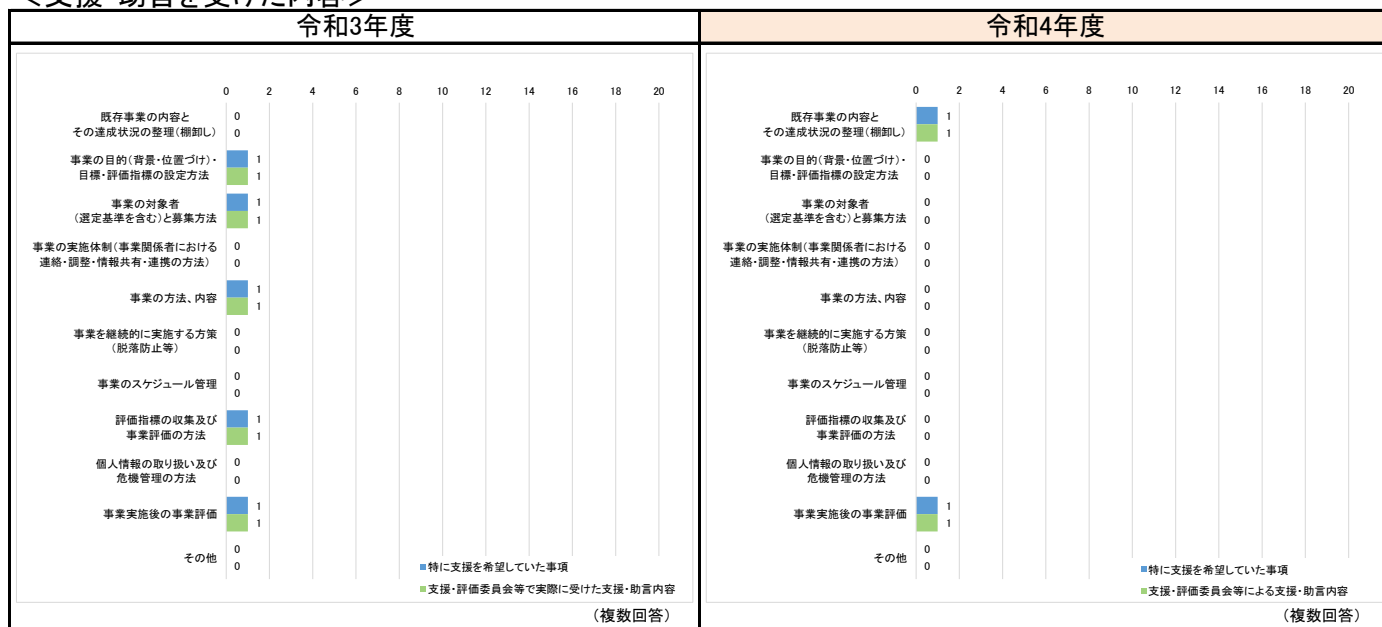 ＜支援・助言を受けた内容＞
令和3年度
0 2 4 6 8 10 12 14 16 18 20
既存事業の内容と
その達成状況の整理（棚卸し）
0
0
事業の目的（背景・位置づけ）・
目標・評価指標の設定方法
1
1
事業の対象者
（選定基準を含む）と募集方法
1
1
事業の実施体制（事業関係者における
連絡・調整・情報共有・連携の方法）
0
0
事業の方法、内容
1
1
事業を継続的に実施する方策
（脱落防止等）
0
0
事業のスケジュール管理
0
0
評価指標の収集及び
事業評価の方法
1
1
個人情報の取り扱い及び
危機管理の方法
0
0
事業実施後の事業評価
1
1
その他
0
0
■特に支援を希望していた事項
■支援・評価委員会等で実際に受けた支援・助言内容
（複数回答）
令和4年度
0 2 4 6 8 10 12 14 16 18 20
既存事業の内容と
その達成状況の整理（棚卸し）
1
1
事業の目的（背景・位置づけ）・
目標・評価指標の設定方法
0
0
事業の対象者
（選定基準を含む）と募集方法
0
0
事業の実施体制（事業関係者における
連絡・調整・情報共有・連携の方法）
0
0
事業の方法、内容
0
0
事業を継続的に実施する方策
（脱落防止等）
0
0
事業のスケジュール管理
0
0
評価指標の収集及び
事業評価の方法
0
0
個人情報の取り扱い及び
危機管理の方法
0
0
事業実施後の事業評価
1
1
その他
0
0
■特に支援を希望していた事項
■支援・評価委員会等による支援・助言内容
（複数回答）